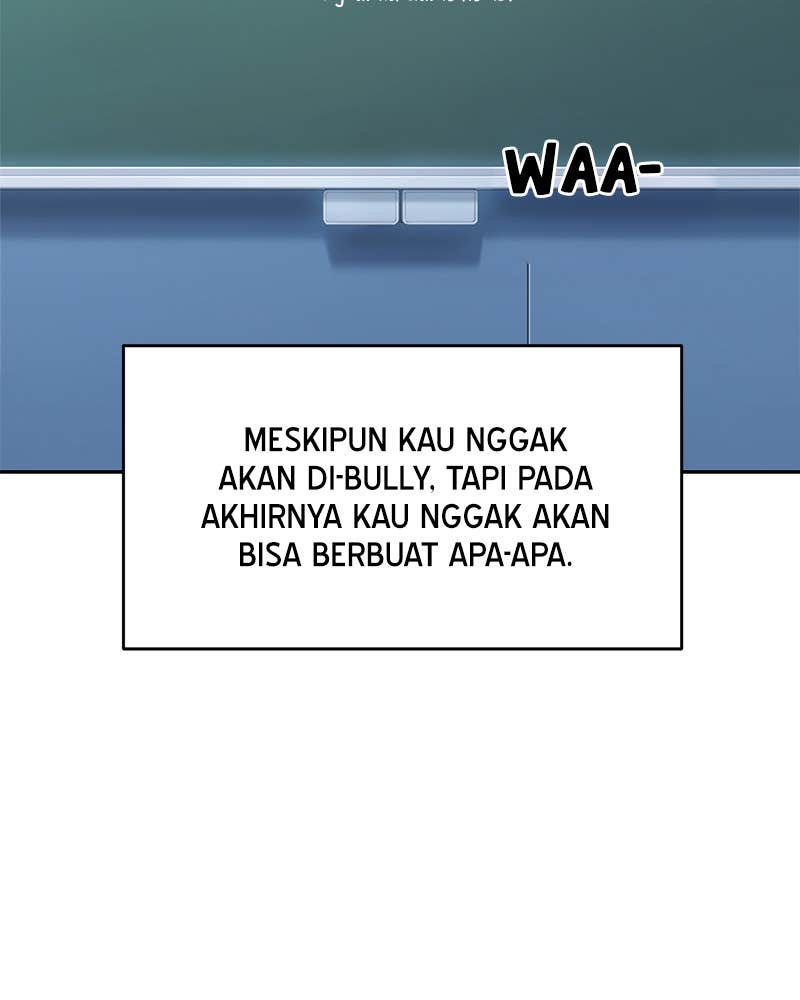 WAA-
MESKIPUN KAU NGGAK
AKAN DI-BULLY, TAPI PADA
AKHIRNYA KAU NGGAK AKAN
BISA BERBUAT APA-APA.